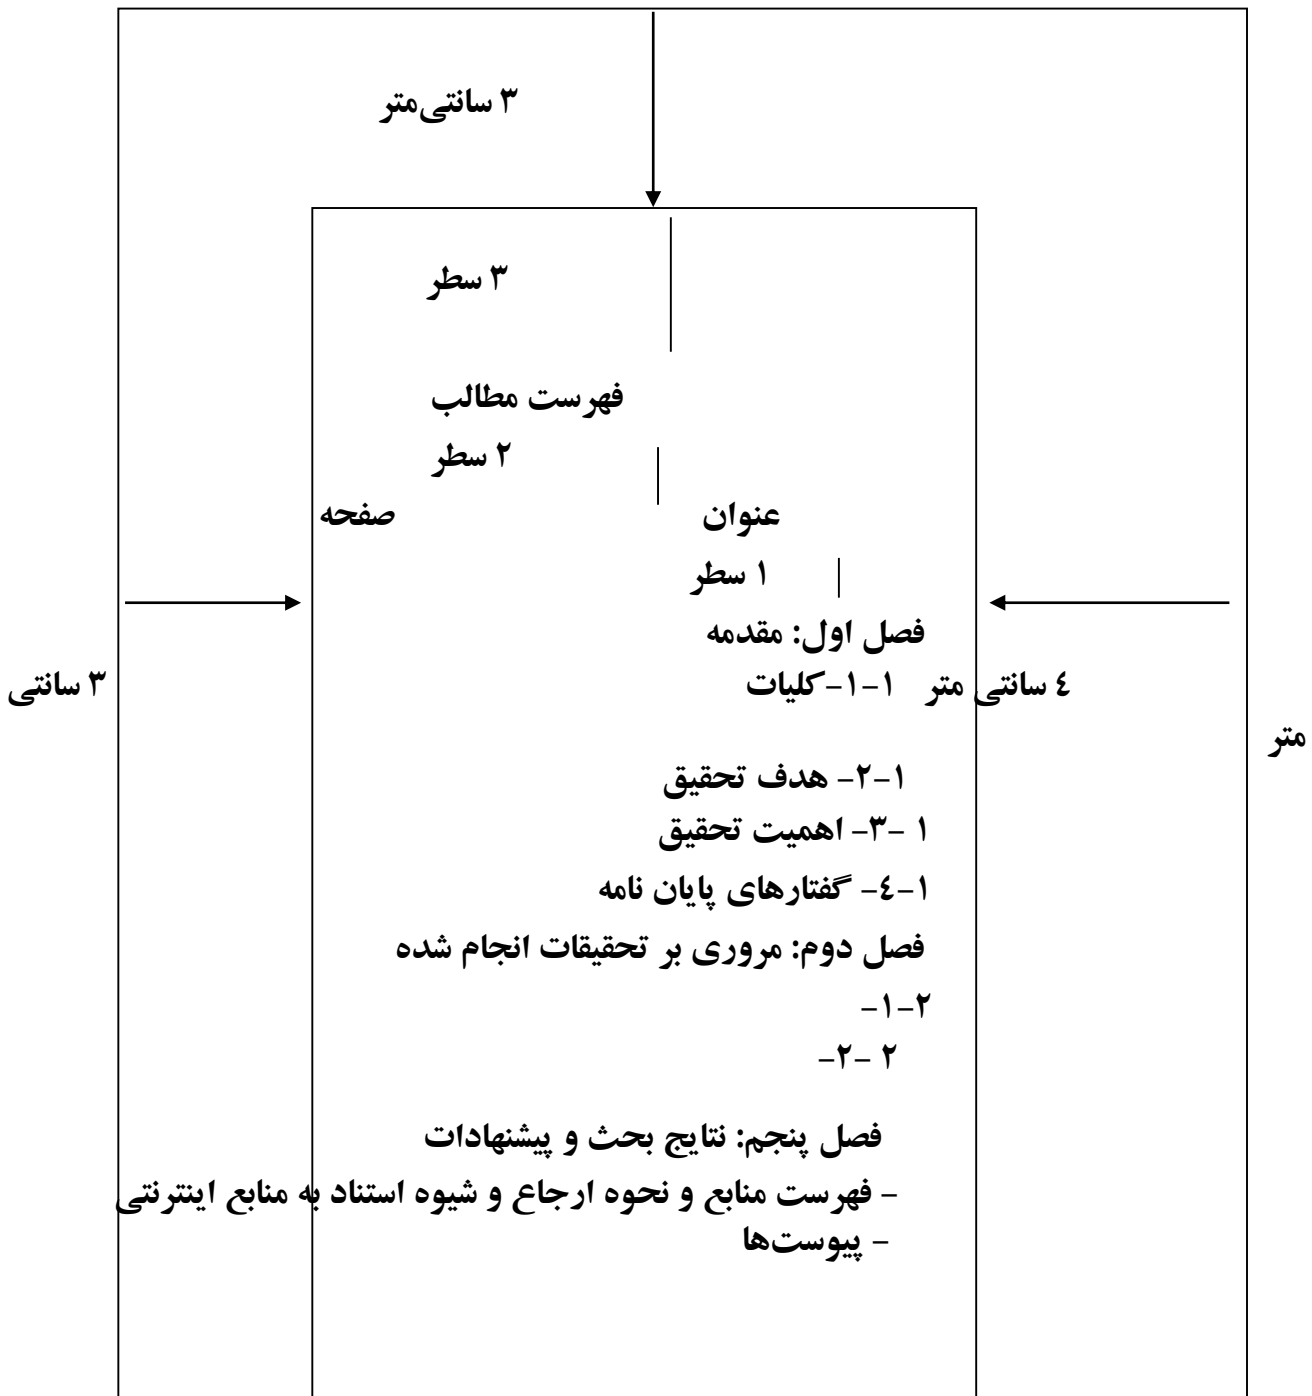 ۳ سانتی‌متر
۳ سطر
فهرست مطالب
۲ سطر
عنوان صفحه
۱ سطر
فصل اول: مقدمه
٤ سانتی متر ۱-۱-کلیات ۳ سانتی
متر
۱-۲- هدف تحقیق
۱ -۳- اهمیت تحقیق
۱-٤- گفتارهای پایان نامه
فصل دوم: مروری بر تحقیقات انجام شده
۲-۱-
۲ -۲-
فصل پنجم: نتایج بحث و پیشنهادات
- فهرست منابع و نحوه ارجاع و شیوه استناد به منابع اینترنتی
- پیوست‌ها